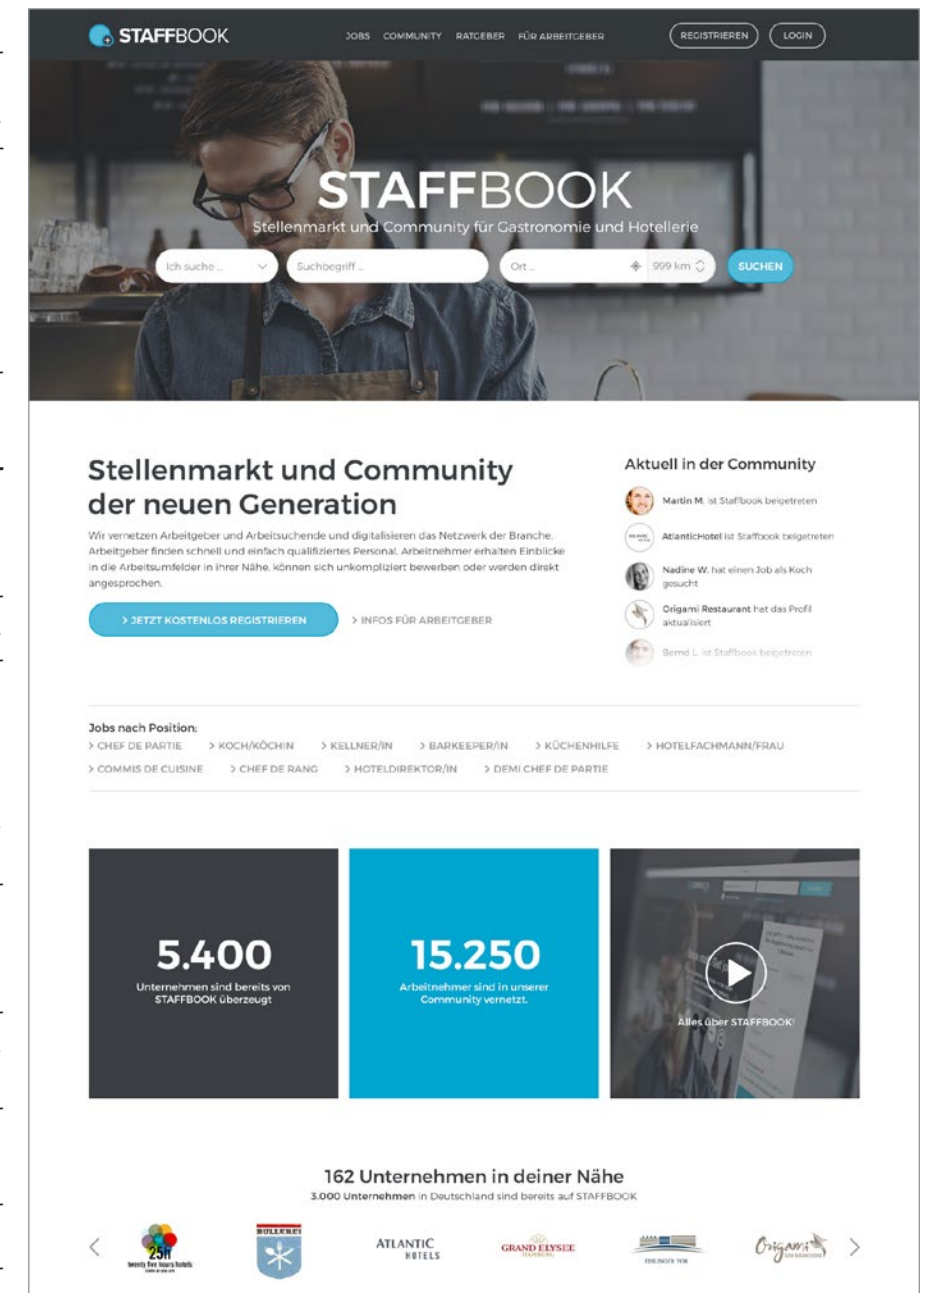 STAFFBOOK
JOBS COMMUNITY RATGEBER FÜR ARBEITGEBER
REGISTRIEREN LOGIN
STAFFBOOK
Stellenmarkt und Community für Gastronomie und Hotellerie
Ich suche ...
Suchbegriff ...
Ort ...
999 km
SUCHEN
Stellenmarkt und Community
der neuen Generation
Wir vernetzen Arbeitgeber und Arbeitsuchende und digitalisieren das Netzwerk der Branche.
Arbeitgeber finden schnell und einfach qualifiziertes Personal, Arbeitnehmer erhalten Einblicke
in die Arbeitsumfelder in ihrer Nähe, können sich unkompliziert bewerben oder werden direkt
angesprochen.
> JETZT KOSTENLOS REGISTRIEREN
> INFOS FÜR ARBEITGEBER
Aktuell in der Community
Martin M. ist Staffbook beigetreten
AtlanticHotel ist Staffbook beigetreten
Nadine W. hat einen Job als Koch
gesucht
Origami Restaurant hat das Profil
aktualisiert
Bernd L. ist Staffbook beigetreten
Jobs nach Position:
> CHEF DE PARTIE > KOCH/KÖCHIN > KELLNER/IN > BARKEEPER/IN > KÜCHENHILFE > HOTELFACHMANN/FRAU
> COMMIS DE CUISINE > CHEF DE RANG > HOTELDIREKTOR/IN > DEMI CHEF DE PARTIE
5.400
Unternehmen sind bereits von
STAFFBOOK überzeugt
15.250
Arbeitnehmer sind in unserer
Community vernetzt.
Alles über STAFFBOOK!
162 Unternehmen in deiner Nähe
3.000 Unternehmen in Deutschland sind bereits auf STAFFBOOK
25h
twenty five hours hotels
BULLEREI
ATLANTIC
HOTELS
GRAND ELYSEE
HAMBURG
Origami